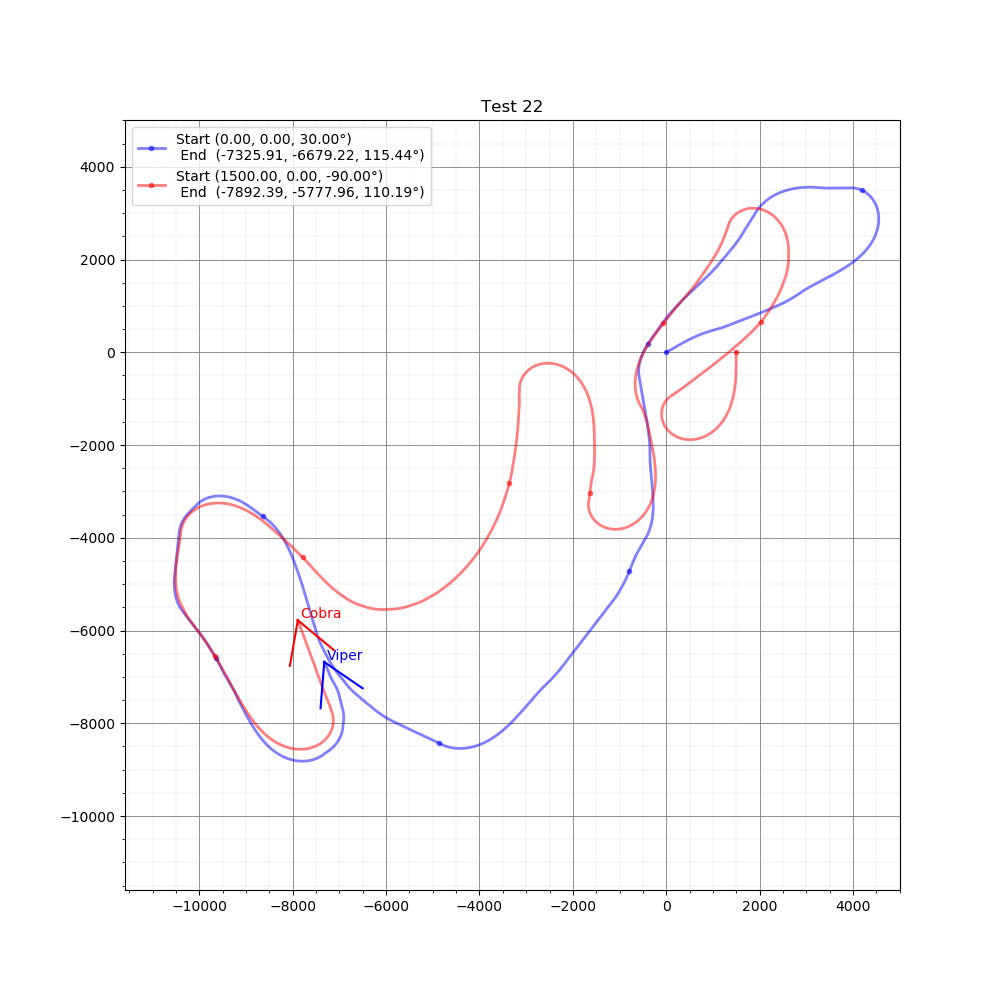 Test 22
Start (0.00, 0.00, 30.00°)
End (-7325.91, -6679.22, 115.44°)
Start (1500.00, 0.00, -90.00°)
End (-7892.39, -5777.96, 110.19°)
4000
2000
0
−2000
−4000
−6000
−8000
−10000
Cobra
Viper
−10000 −8000 −6000 −4000 −2000 0 2000 4000